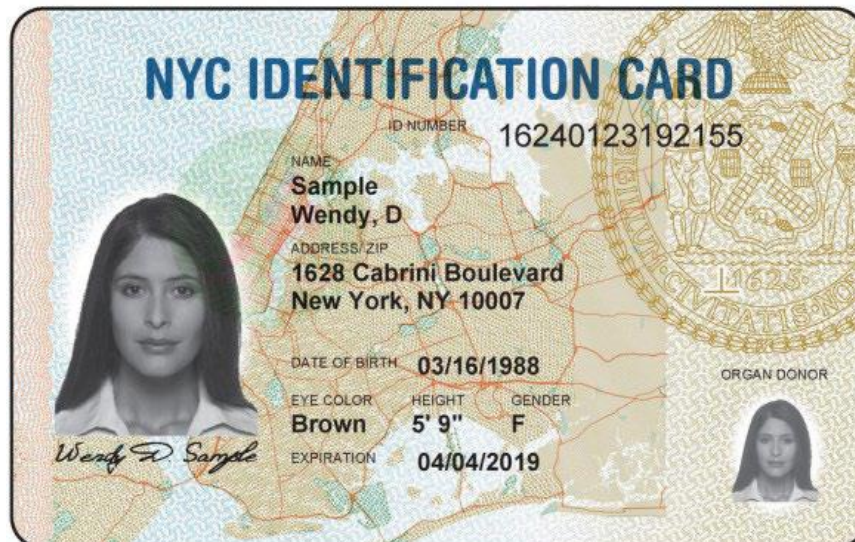 NYC IDENTIFICATION CARD
ID NUMBER 16240123192155
NAME
Sample
Wendy, D
ADDRESS/ ZIP
1628 Cabrini Boulevard
New York, NY 10007
DATE OF BIRTH 03/16/1988
EYE COLOR HEIGHT GENDER
Brown 5' 9" F
EXPIRATION 04/04/2019
Wendy D. Sample
ORGAN DONOR
1625
CIVITATIS